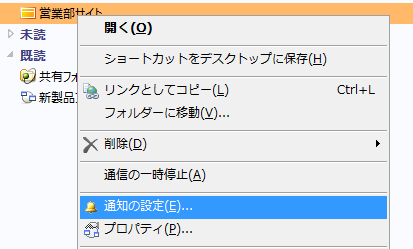 営業部サイト
開く(O)
未読
ショートカットをデスクトップに保存(H)
既読
共有フォ
リンクとしてコピー(L) Ctrl+L
新製品
フォルダーに移動(V)...
削除(D)
通信の一時停止(A)
通知の設定(E)...
プロパティ(P)...